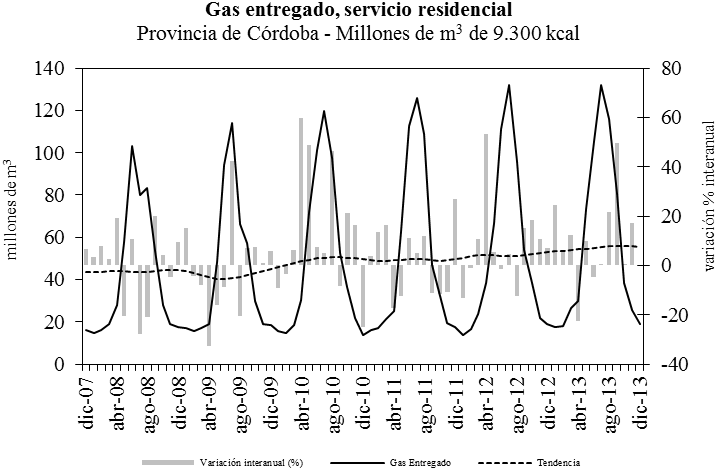 Gas entregado, servicio residencial
Provincia de Córdoba - Millones de m³ de 9.300 kcal
millones de m³
140
120
100
80
60
40
20
0
80
60
40
20
0
-20
-40
variación % interanual
dic-07
abr-08
ago-08
dic-08
abr-09
ago-09
dic-09
abr-10
ago-10
dic-10
abr-11
ago-11
dic-11
abr-12
ago-12
dic-12
abr-13
ago-13
dic-13
Variación interanual (%)
Gas Entregado
Tendencia